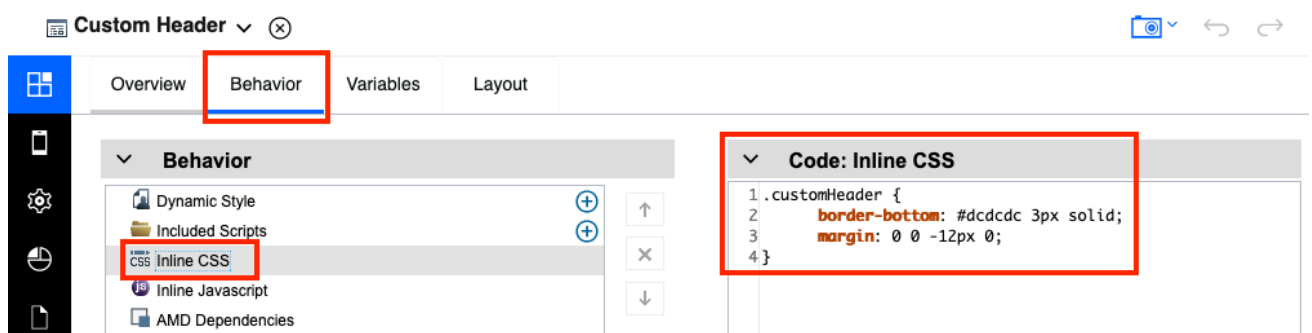 Custom Header
Overview Behavior Variables Layout
Behavior
Dynamic Style
Included Scripts
css Inline CSS
js Inline Javascript
AMD Dependencies
Code: Inline CSS
1 .customHeader {
2 border-bottom: #dcdcdc 3px solid;
3 margin: 0 0 -12px 0;
4 }